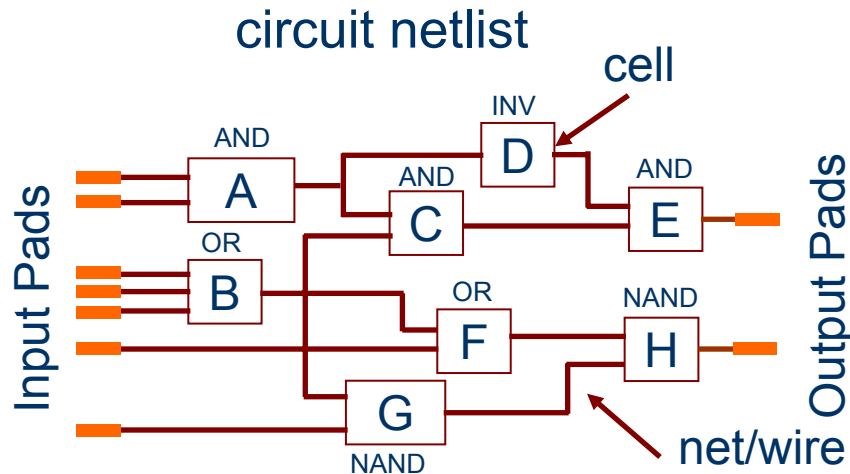 circuit netlist
cell
INV
D
AND
A
AND
C
AND
E
Input Pads
OR
B
OR
F
NAND
H
Output Pads
G
NAND
net/wire